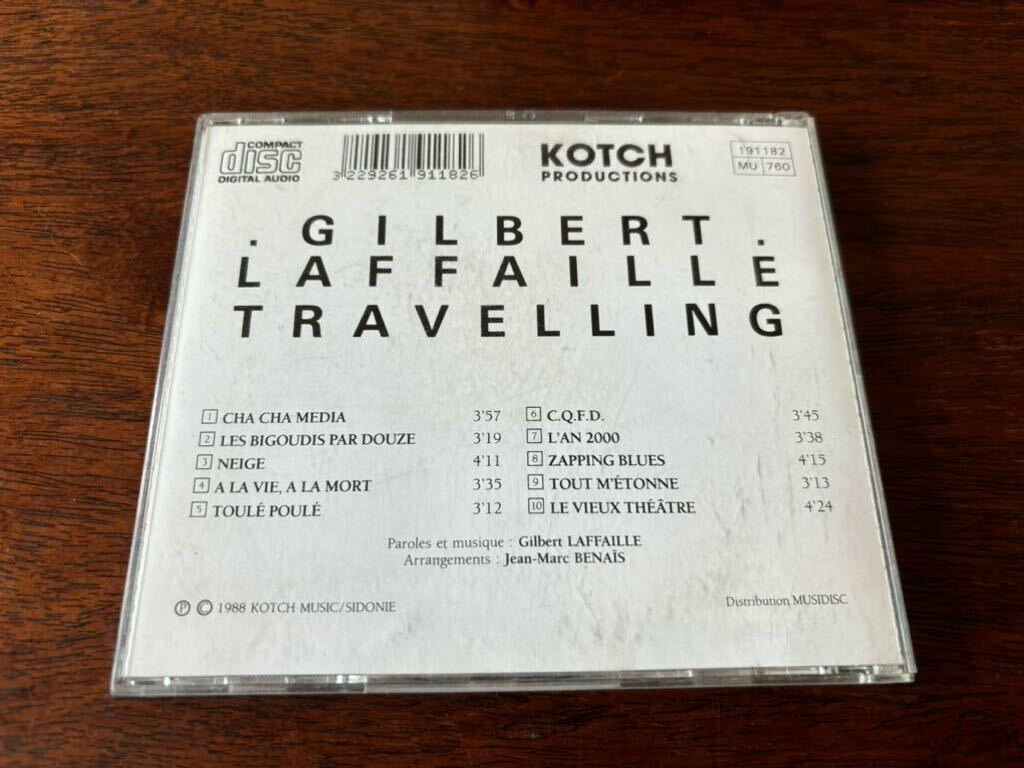 COMPACT
disc
DIGITAL AUDIO
3 229261 911826
KOTCH
PRODUCTIONS
191182
MU 760
. GILBERT .
LAFFAILLE
TRAVELLING
1 CHA CHA MEDIA 3'57
2 LES BIGOUDIS PAR DOUZE 3'19
3 NEIGE 4'11
4 A LA VIE, A LA MORT 3'35
5 TOULÉ POULÉ 3'12
6 C.Q.F.D. 3'45
7 L'AN 2000 3'38
8 ZAPPING BLUES 4'15
9 TOUT M'ÉTONNE 3'13
10 LE VIEUX THÉÂTRE 4'24
Paroles et musique : Gilbert LAFFAILLE
Arrangements : Jean-Marc BENAÏS
Ⓟ © 1988 KOTCH MUSIC/SIDONIE
Distribution MUSIDISC